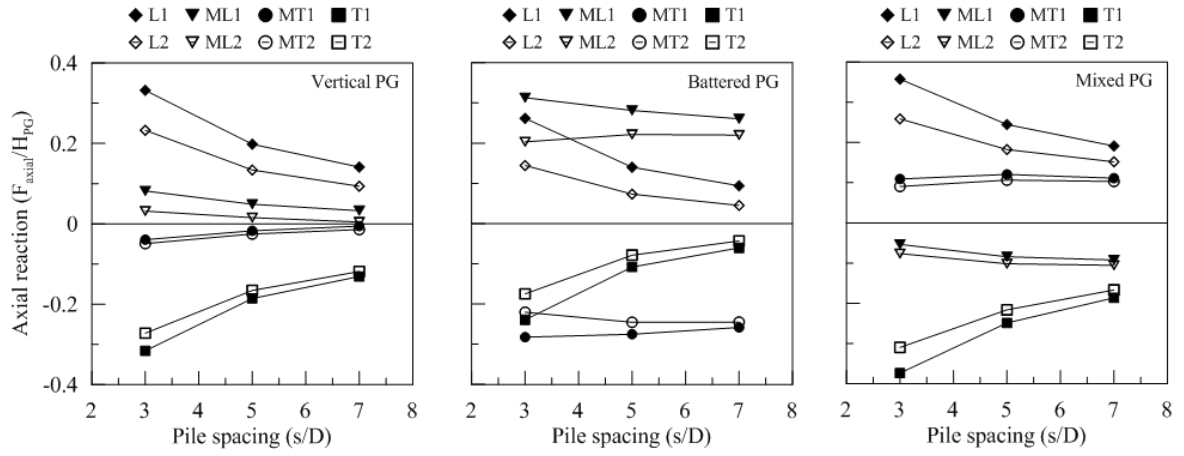 L1 ML1 MT1 T1
L2 ML2 MT2 T2
L1 ML1 MT1 T1
L2 ML2 MT2 T2
L1 ML1 MT1 T1
L2 ML2 MT2 T2
Axial reaction (F_axial/H_PG)
0.4
0.2
0
-0.2
-0.4
Vertical PG
2 3 4 5 6 7 8
Pile spacing (s/D)
Battered PG
2 3 4 5 6 7 8
Pile spacing (s/D)
Mixed PG
2 3 4 5 6 7 8
Pile spacing (s/D)